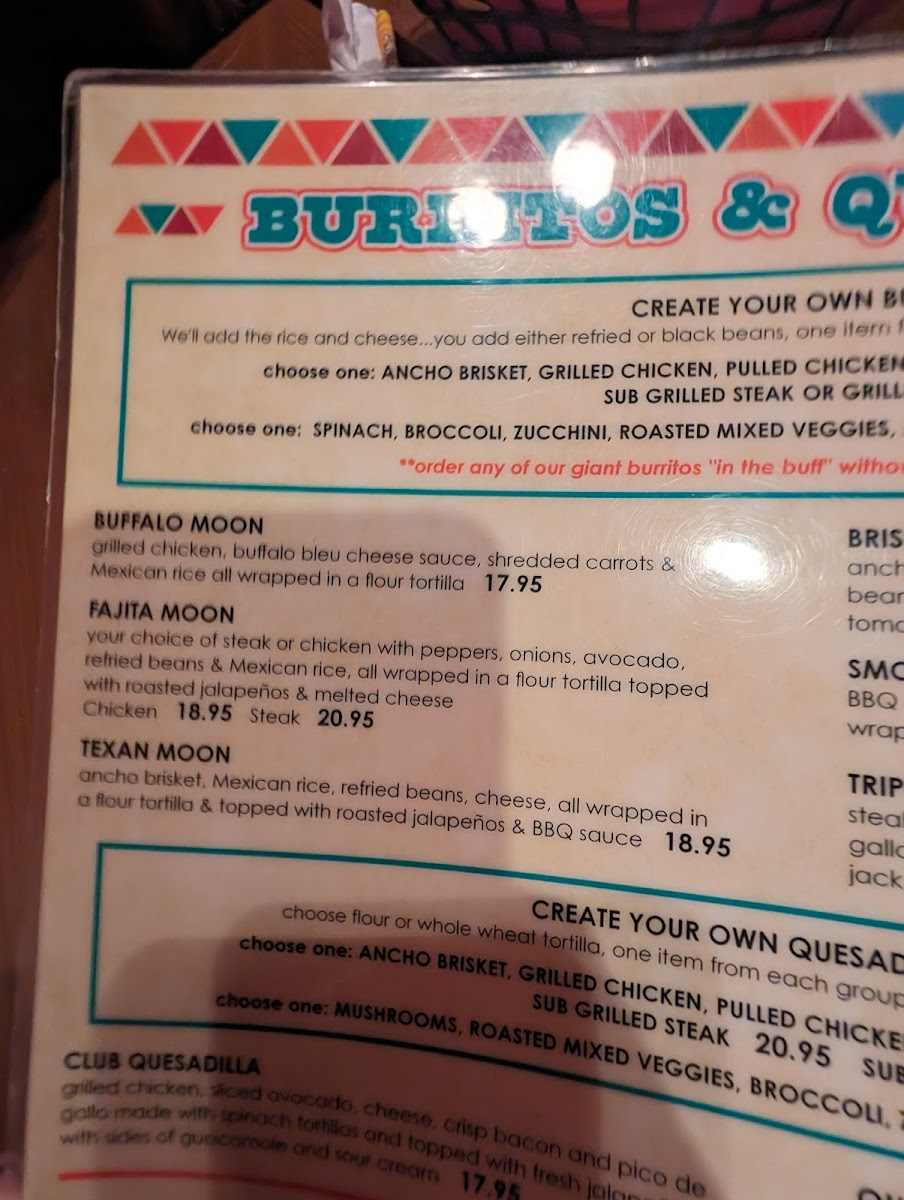 BURRITOS & Q
CREATE YOUR OWN
We'll add the rice and cheese...you add either refried or black beans, one item
choose one: ANCHO BRISKET, GRILLED CHICKEN, PULLED CHICKEN
SUB GRILLED STEAK OR GRILL
choose one: SPINACH, BROCCOLI, ZUCCHINI, ROASTED MIXED VEGGIES,
**order any of our giant burritos "in the buff" witho
BUFFALO MOON
grilled chicken, buffalo bleu cheese sauce, shredded carrots &
Mexican rice all wrapped in a flour tortilla 17.95
FAJITA MOON
your choice of steak or chicken with peppers, onions, avocado,
refried beans & Mexican rice, all wrapped in a flour tortilla topped
with roasted jalapeños & melted cheese
Chicken 18.95 Steak 20.95
TEXAN MOON
ancho brisket, Mexican rice, refried beans, cheese, all wrapped in
a flour tortilla & topped with roasted jalapeños & BBQ sauce 18.95
BRIS
anch
bear
tomo
SMO
BBQ
wrap
TRIP
steal
gallo
jack
CREATE YOUR OWN QUESAD
choose flour or whole wheat tortilla, one item from each group
choose one: ANCHO BRISKET, GRILLED CHICKEN, PULLED CHICKE
SUB GRILLED STEAK 20.95 SUB
choose one: MUSHROOMS, ROASTED MIXED VEGGIES, BROCCOLI,
CLUB QUESADILLA
grilled chicken, sliced avocado, cheese, crisp bacon and pico de
gallo made with spinach tortillas and topped with fresh jalap
with sides of guacamole and sour cream 17.95